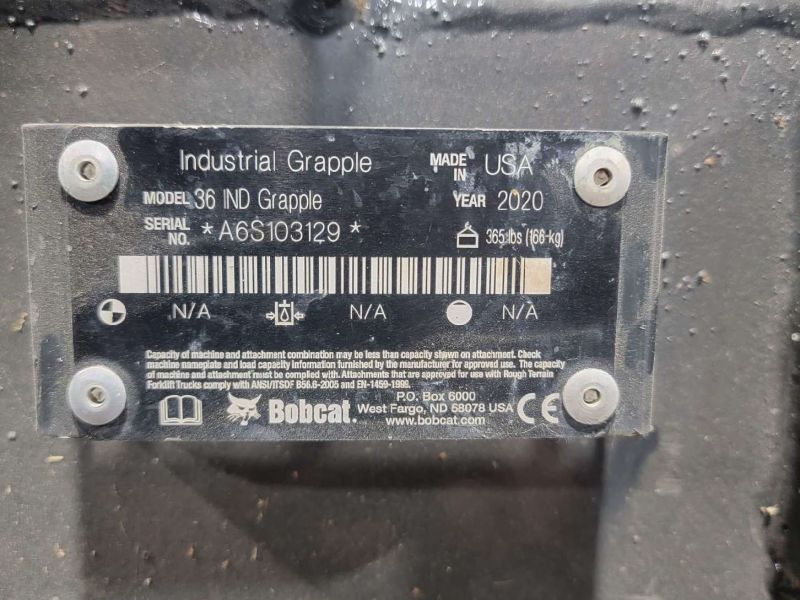 Industrial Grapple MADE IN USA
MODEL 36 IND Grapple YEAR 2020
SERIAL NO. *A6S103129* 365 lbs (166-kg)
N/A N/A N/A
Capacity of machine and attachment combination may be less than capacity shown on attachment. Check
machine nameplate and load capacity information furnished by the manufacturer for approved use. The capacity
of machine and attachment must be complied with. Attachments that are approved for use with Rough Terrain
Forklift Trucks comply with ANSI/ITSDF B56.6-2005 and EN-1459-1998.
Bobcat.
P.O. Box 6000
West Fargo, ND 58078 USA
www.bobcat.com
CE